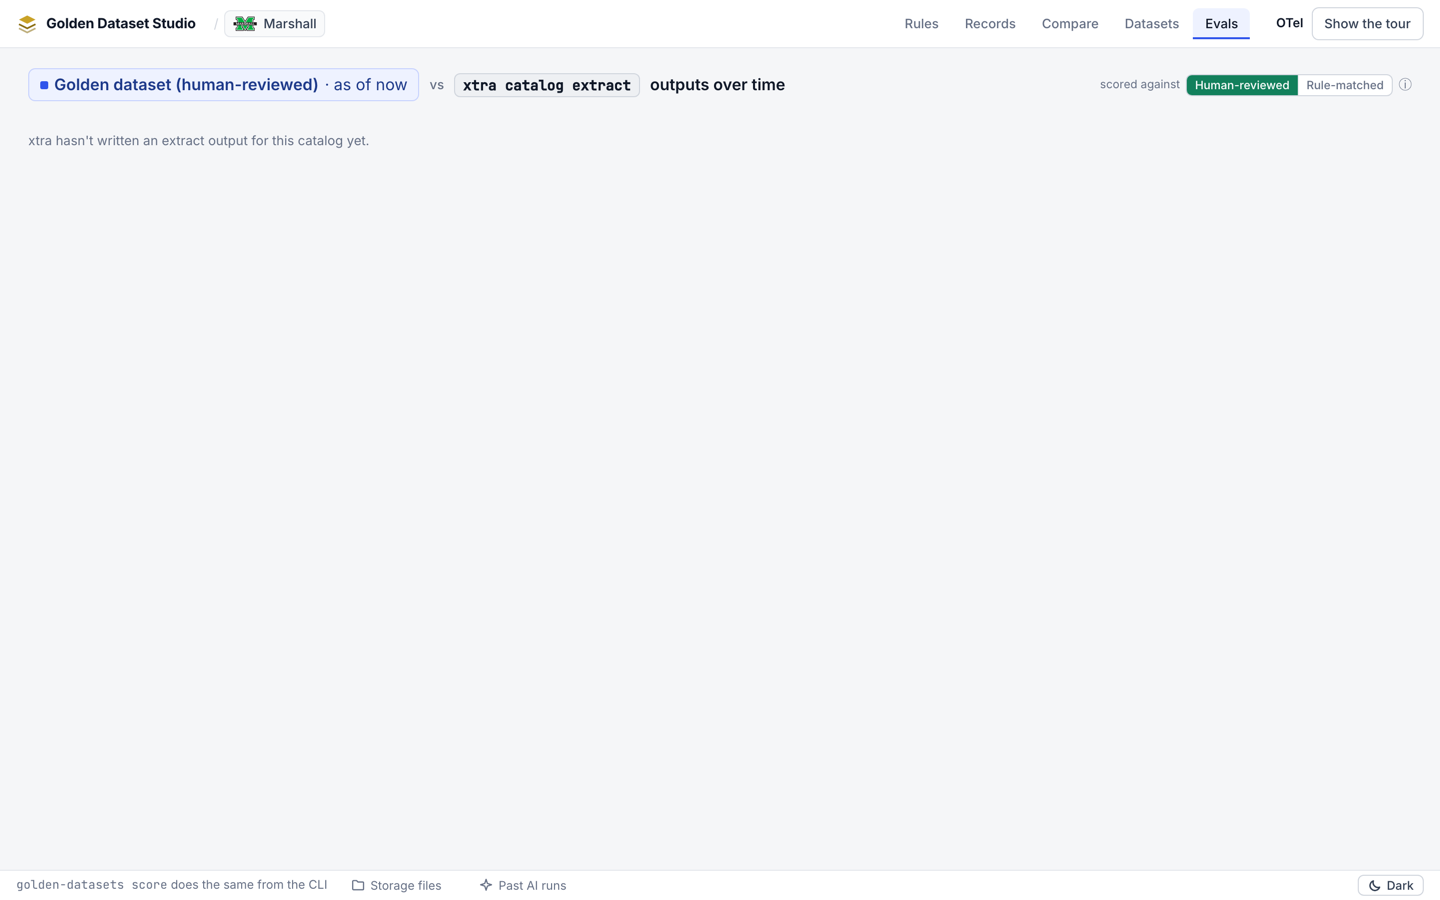 Golden Dataset Studio / Marshall Rules Records Compare Datasets Evals OTel Show the tour
Golden dataset (human-reviewed) · as of now vs xtra catalog extract outputs over time scored against Human-reviewed Rule-matched ⓘ
xtra hasn't written an extract output for this catalog yet.
golden-datasets score does the same from the CLI Storage files Past AI runs Dark